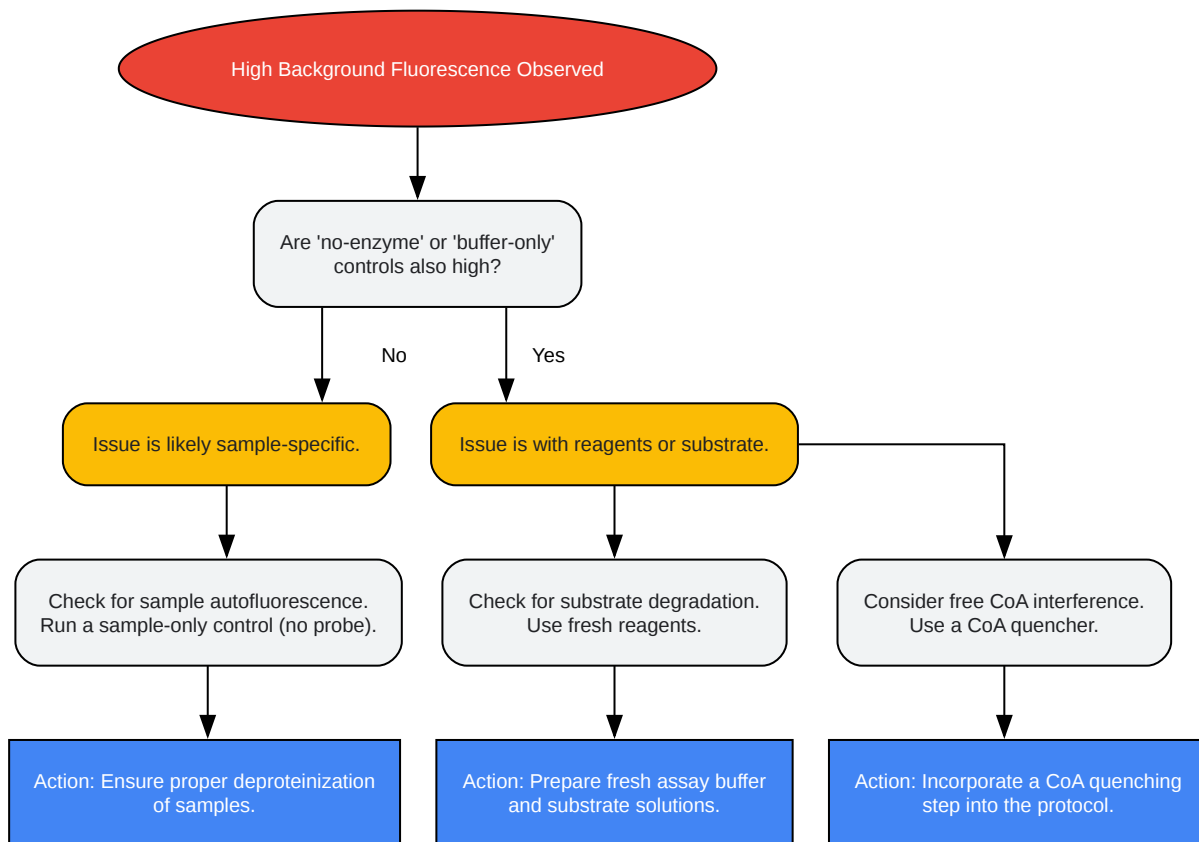 High Background Fluorescence Observed
Are 'no-enzyme' or 'buffer-only'
controls also high?
No
Yes
Issue is likely sample-specific.
Issue is with reagents or substrate.
Check for sample autofluorescence.
Run a sample-only control (no probe).
Check for substrate degradation.
Use fresh reagents.
Consider free CoA interference.
Use a CoA quencher.
Action: Ensure proper deproteinization
of samples.
Action: Prepare fresh assay buffer
and substrate solutions.
Action: Incorporate a CoA quenching
step into the protocol.